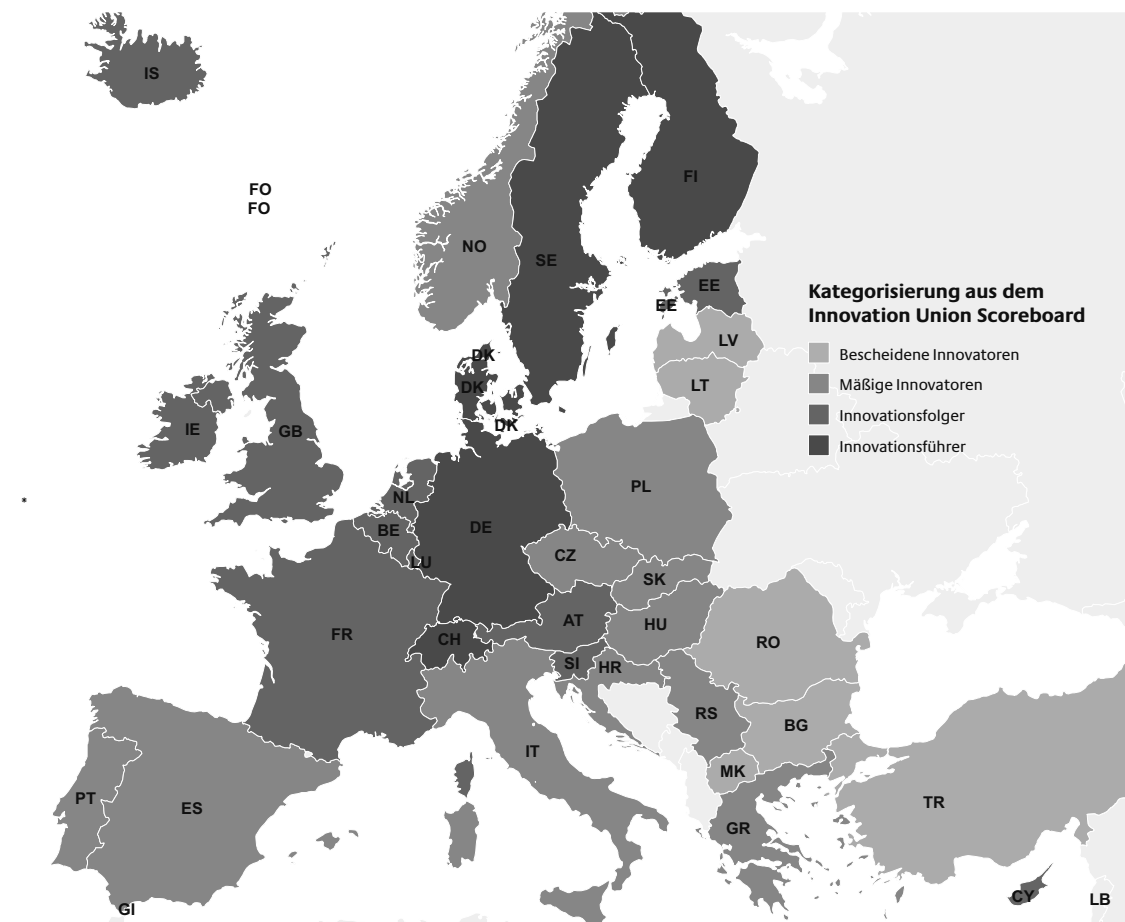 IS
FO
FO
NO
SE
FI
EE
EE
Kategorisierung aus dem
Innovation Union Scoreboard
Bescheidene Innovatoren
Mäßige Innovatoren
Innovationsfolger
Innovationsführer
LV
LT
DK
DK
DK
IE
GB
NL
BE
LU
DE
PL
*
CZ
SK
AT
HU
FR
CH
SI
HR
RO
RS
BG
IT
MK
PT
ES
TR
GR
GI
CY
LB